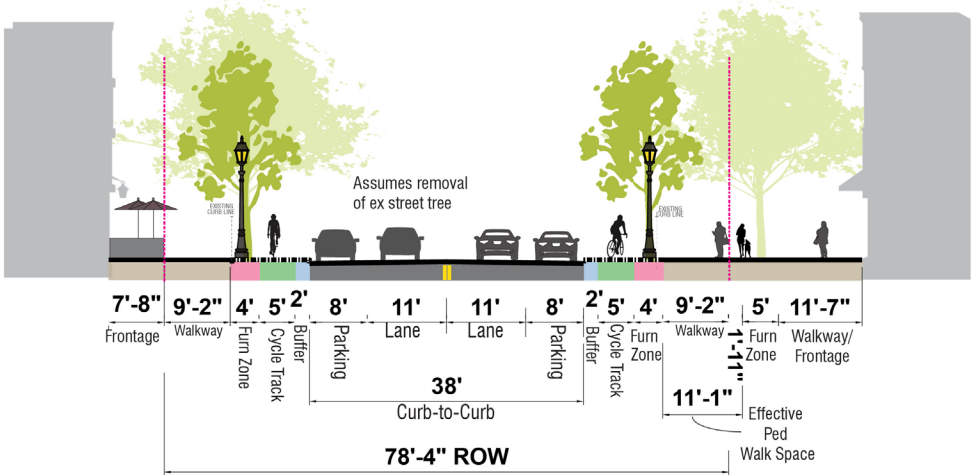 Assumes removal
of ex street tree
EXISTING
CURB LINE
EXISTING
CURB LINE
7'-8" 9'-2" 4' 5' 2' 8' 11' 11' 8' 2' 5' 4' 9'-2" 1'-11" 5' 11'-7"
Frontage Walkway Furn Zone Cycle Track Buffer Parking Lane Lane Parking Buffer Cycle Track Furn Zone Walkway Furn Zone Walkway/
Frontage
38'
Curb-to-Curb
11'-1"
Effective
Ped
Walk Space
78'-4" ROW